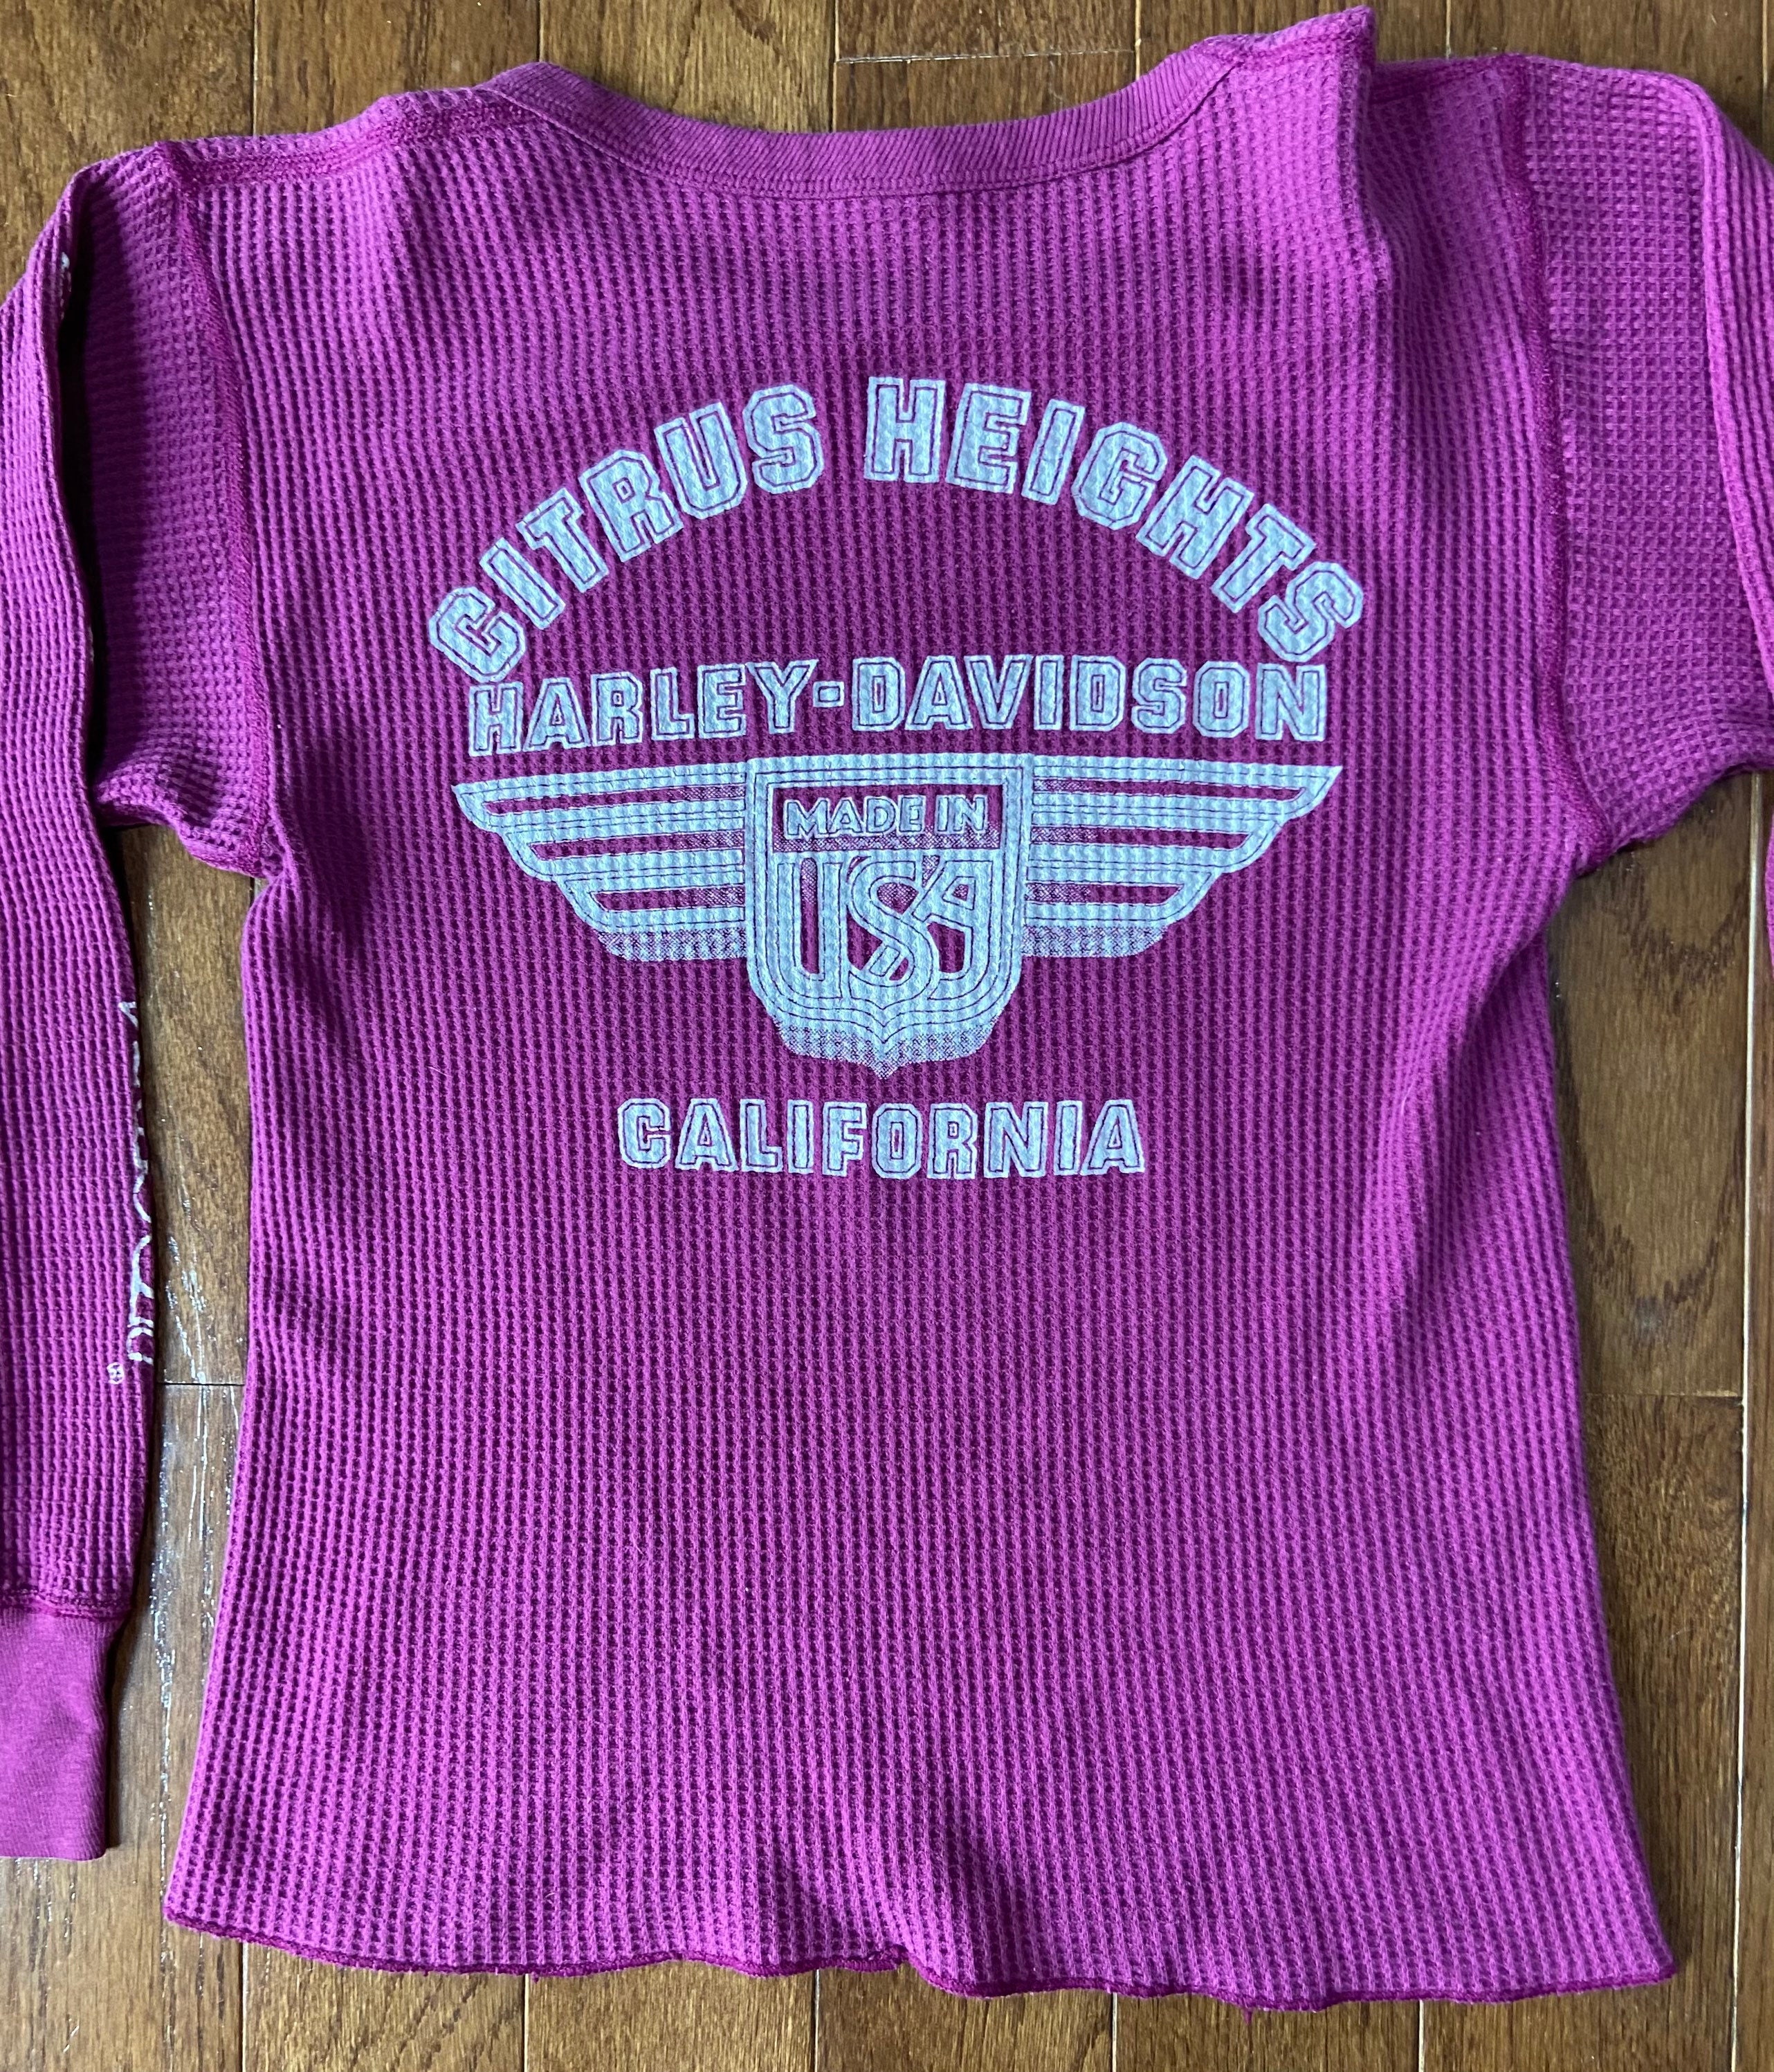 CITRUS HEIGHTS
HARLEY-DAVIDSON
MADE IN
USA
CALIFORNIA
®